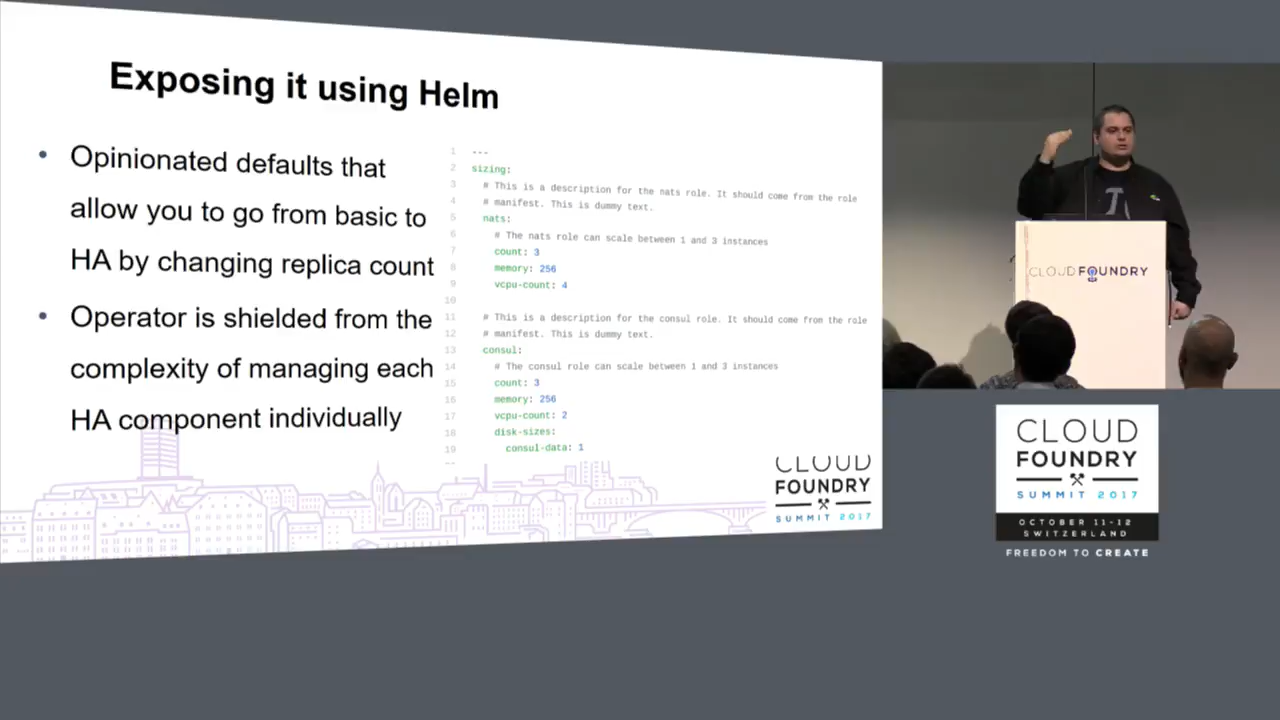 Exposing it using Helm
• Opinionated defaults that
allow you to go from basic to
HA by changing replica count
• Operator is shielded from the
complexity of managing each
HA component individually
1 ---
2 sizing:
3 # This is a description for the nats role. It should come from the role
4 # manifest. This is dummy text.
5 nats:
6 # The nats role can scale between 1 and 3 instances
7 count: 3
8 memory: 256
9 vcpu-count: 4
10
11 # This is a description for the consul role. It should come from the role
12 # manifest. This is dummy text.
13 consul:
14 # The consul role can scale between 1 and 3 instances
15 count: 3
16 memory: 256
17 vcpu-count: 2
18 disk-sizes:
19 consul-data: 1
CLOUD
FOUNDRY
SUMMIT 2017
CLOUD FOUNDRY
CLOUD
FOUNDRY
SUMMIT 2017
OCTOBER 11-12
SWITZERLAND
FREEDOM TO CREATE